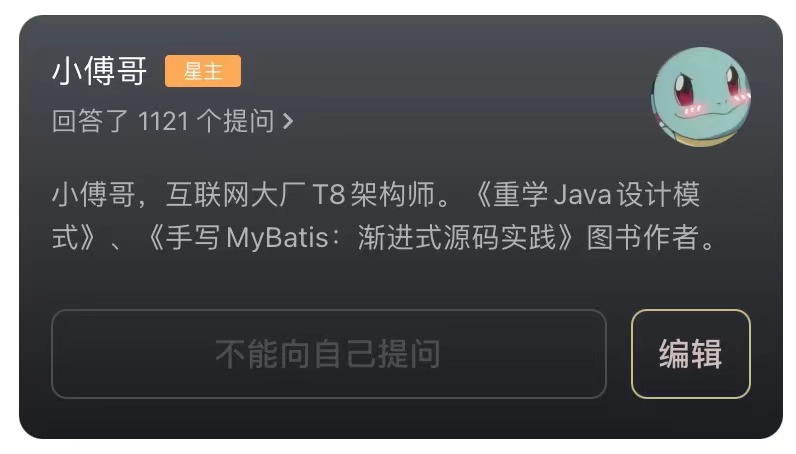 小傅哥 星主
回答了 1121 个提问 >
小傅哥，互联网大厂 T8 架构师。《重学 Java 设计模
式》、《手写 MyBatis：渐进式源码实践》图书作者。
不能向自己提问 编辑